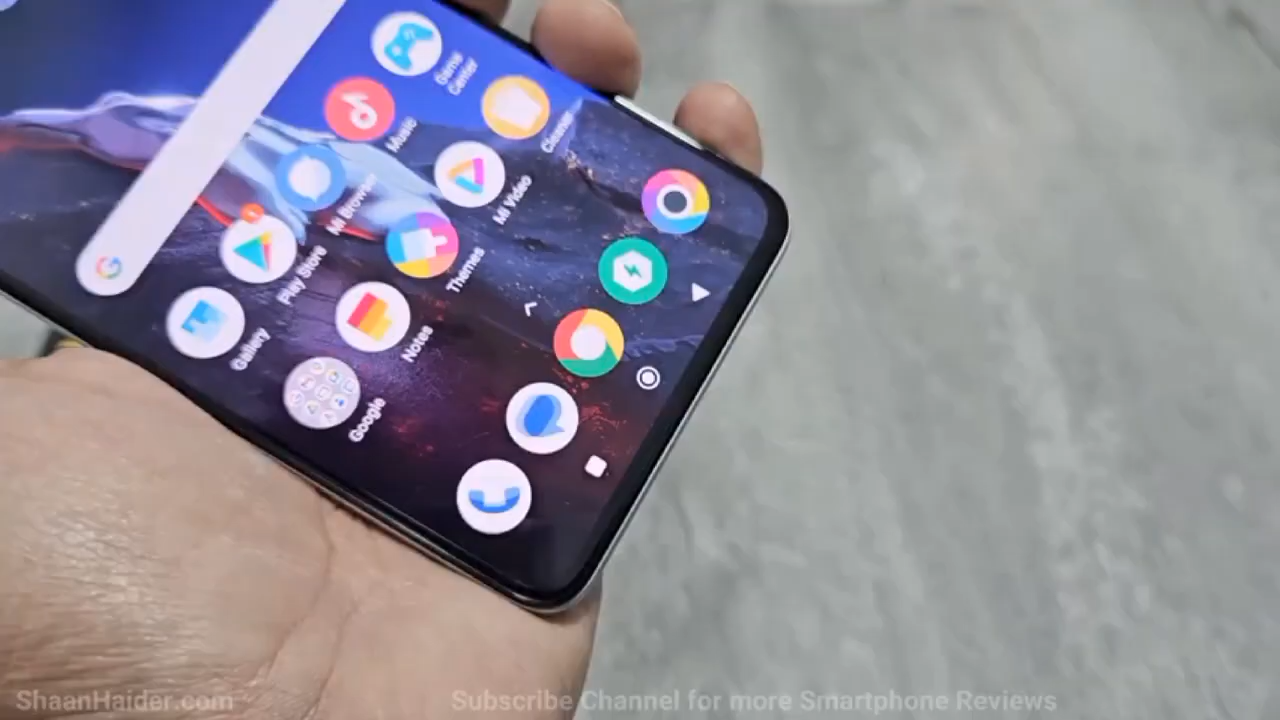 Game
Center
Music
Cleaner
Mi Browser
Mi Video
Play Store
Themes
Gallery
Notes
Google
ShaanHaider.com
Subscribe Channel for more Smartphone Reviews